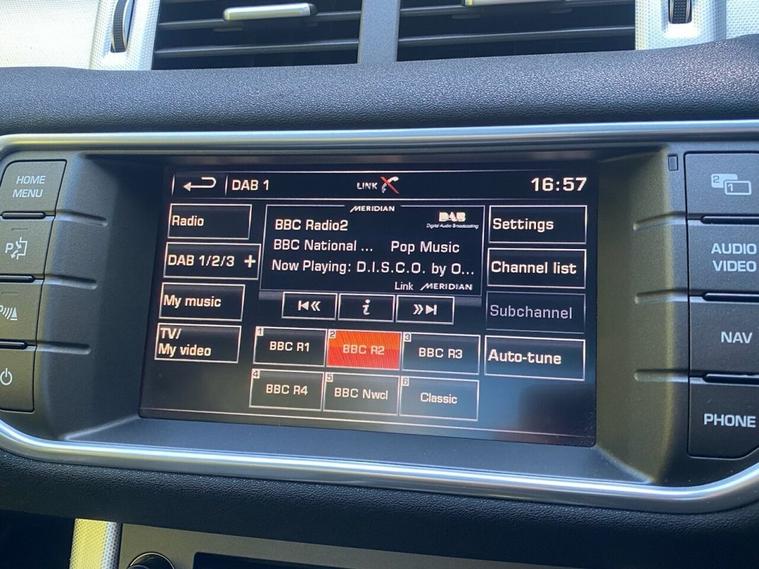 HOME
MENU
DAB 1
LINK
16:57
2
1
Radio
MERIDIAN
BBC Radio2
DAB
Digital Audio Broadcasting
Settings
BBC National ...
Pop Music
DAB 1/2/3 +
Now Playing: D.I.S.C.O. by O...
Channel list
AUDIO
VIDEO
Link MERIDIAN
My music
i
Subchannel
P
TV/
My video
1
BBC R1
2
BBC R2
3
BBC R3
Auto-tune
NAV
4
BBC R4
5
BBC Nwcl
6
Classic
PHONE